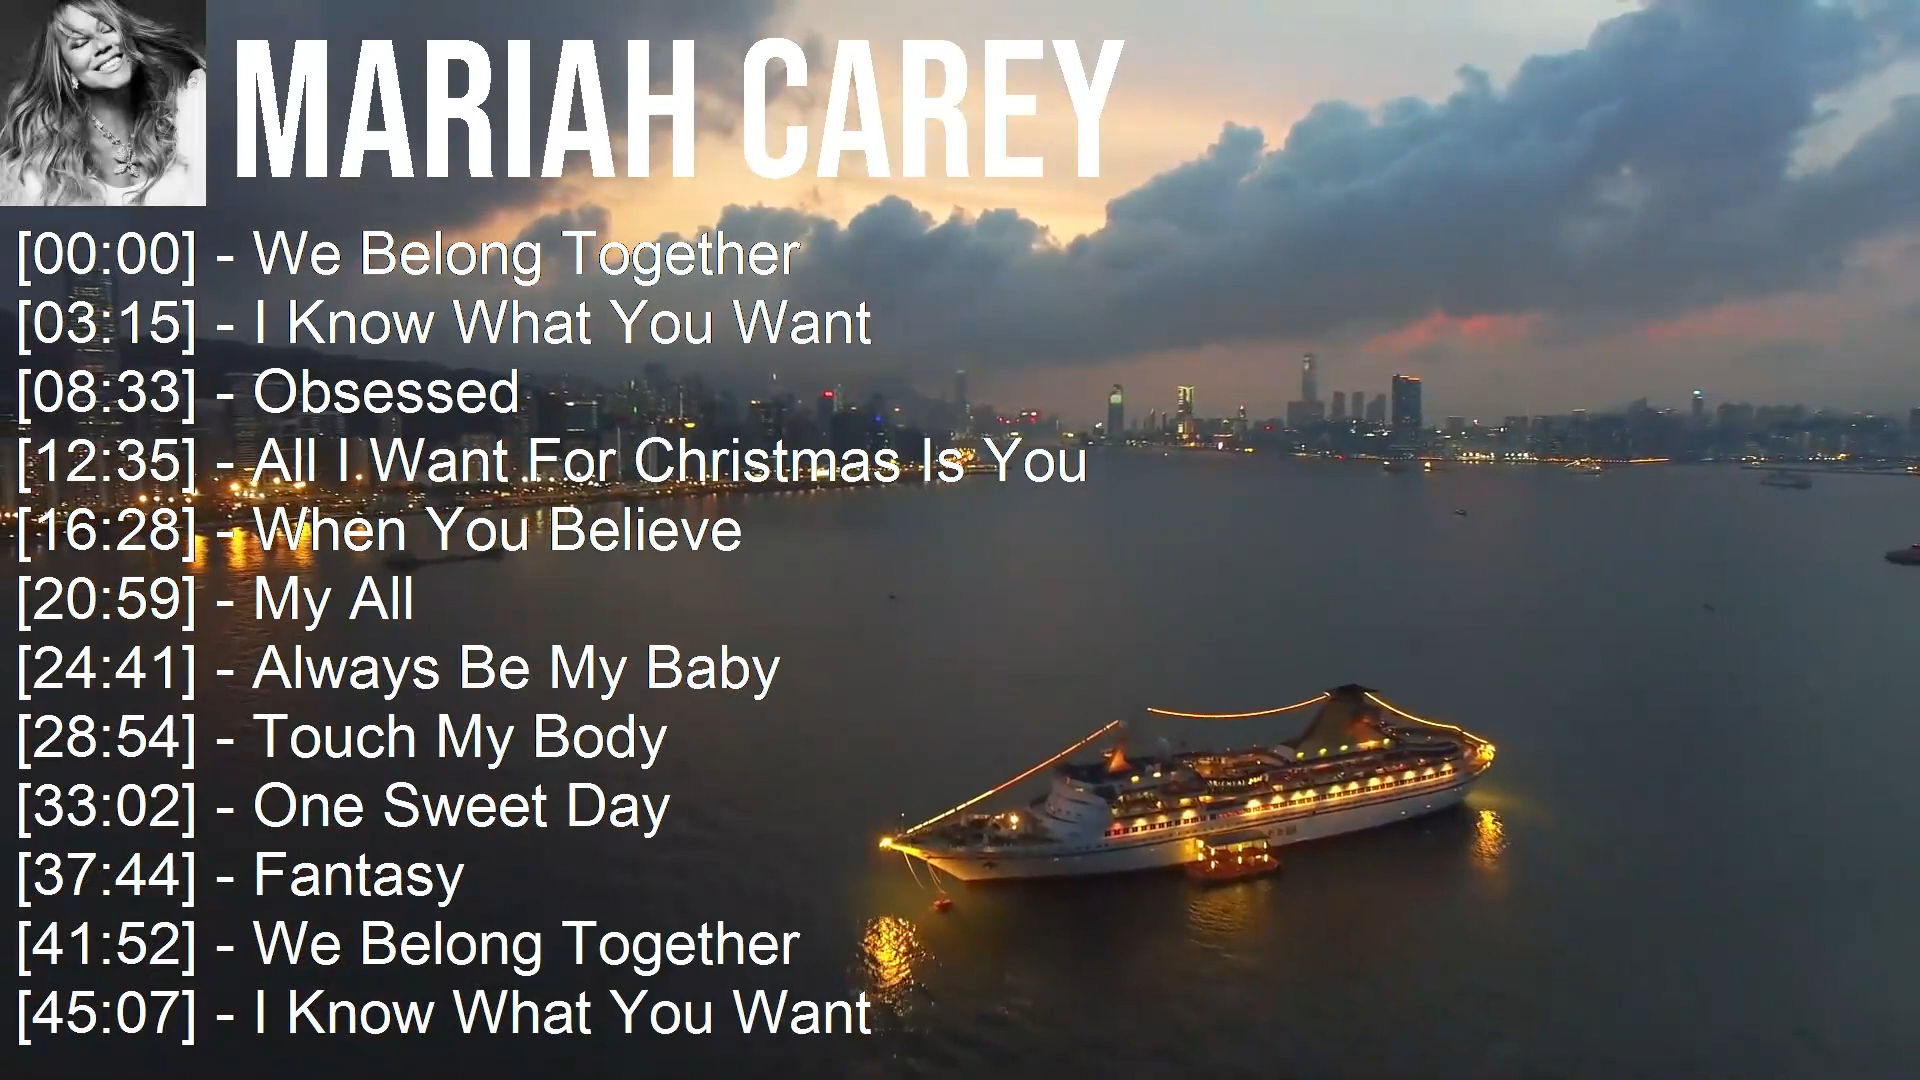 MARIAH CAREY
[00:00] - We Belong Together
[03:15] - I Know What You Want
[08:33] - Obsessed
[12:35] - All I Want For Christmas Is You
[16:28] - When You Believe
[20:59] - My All
[24:41] - Always Be My Baby
[28:54] - Touch My Body
[33:02] - One Sweet Day
[37:44] - Fantasy
[41:52] - We Belong Together
[45:07] - I Know What You Want